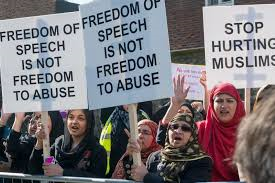 FREEDOM OF
SPEECH
IS NOT
FREEDOM
TO ABUSE
FREEDOM OF
SPEECH
IS NOT
FREEDOM
TO ABUSE
STOP
HURTING
MUSLIMS